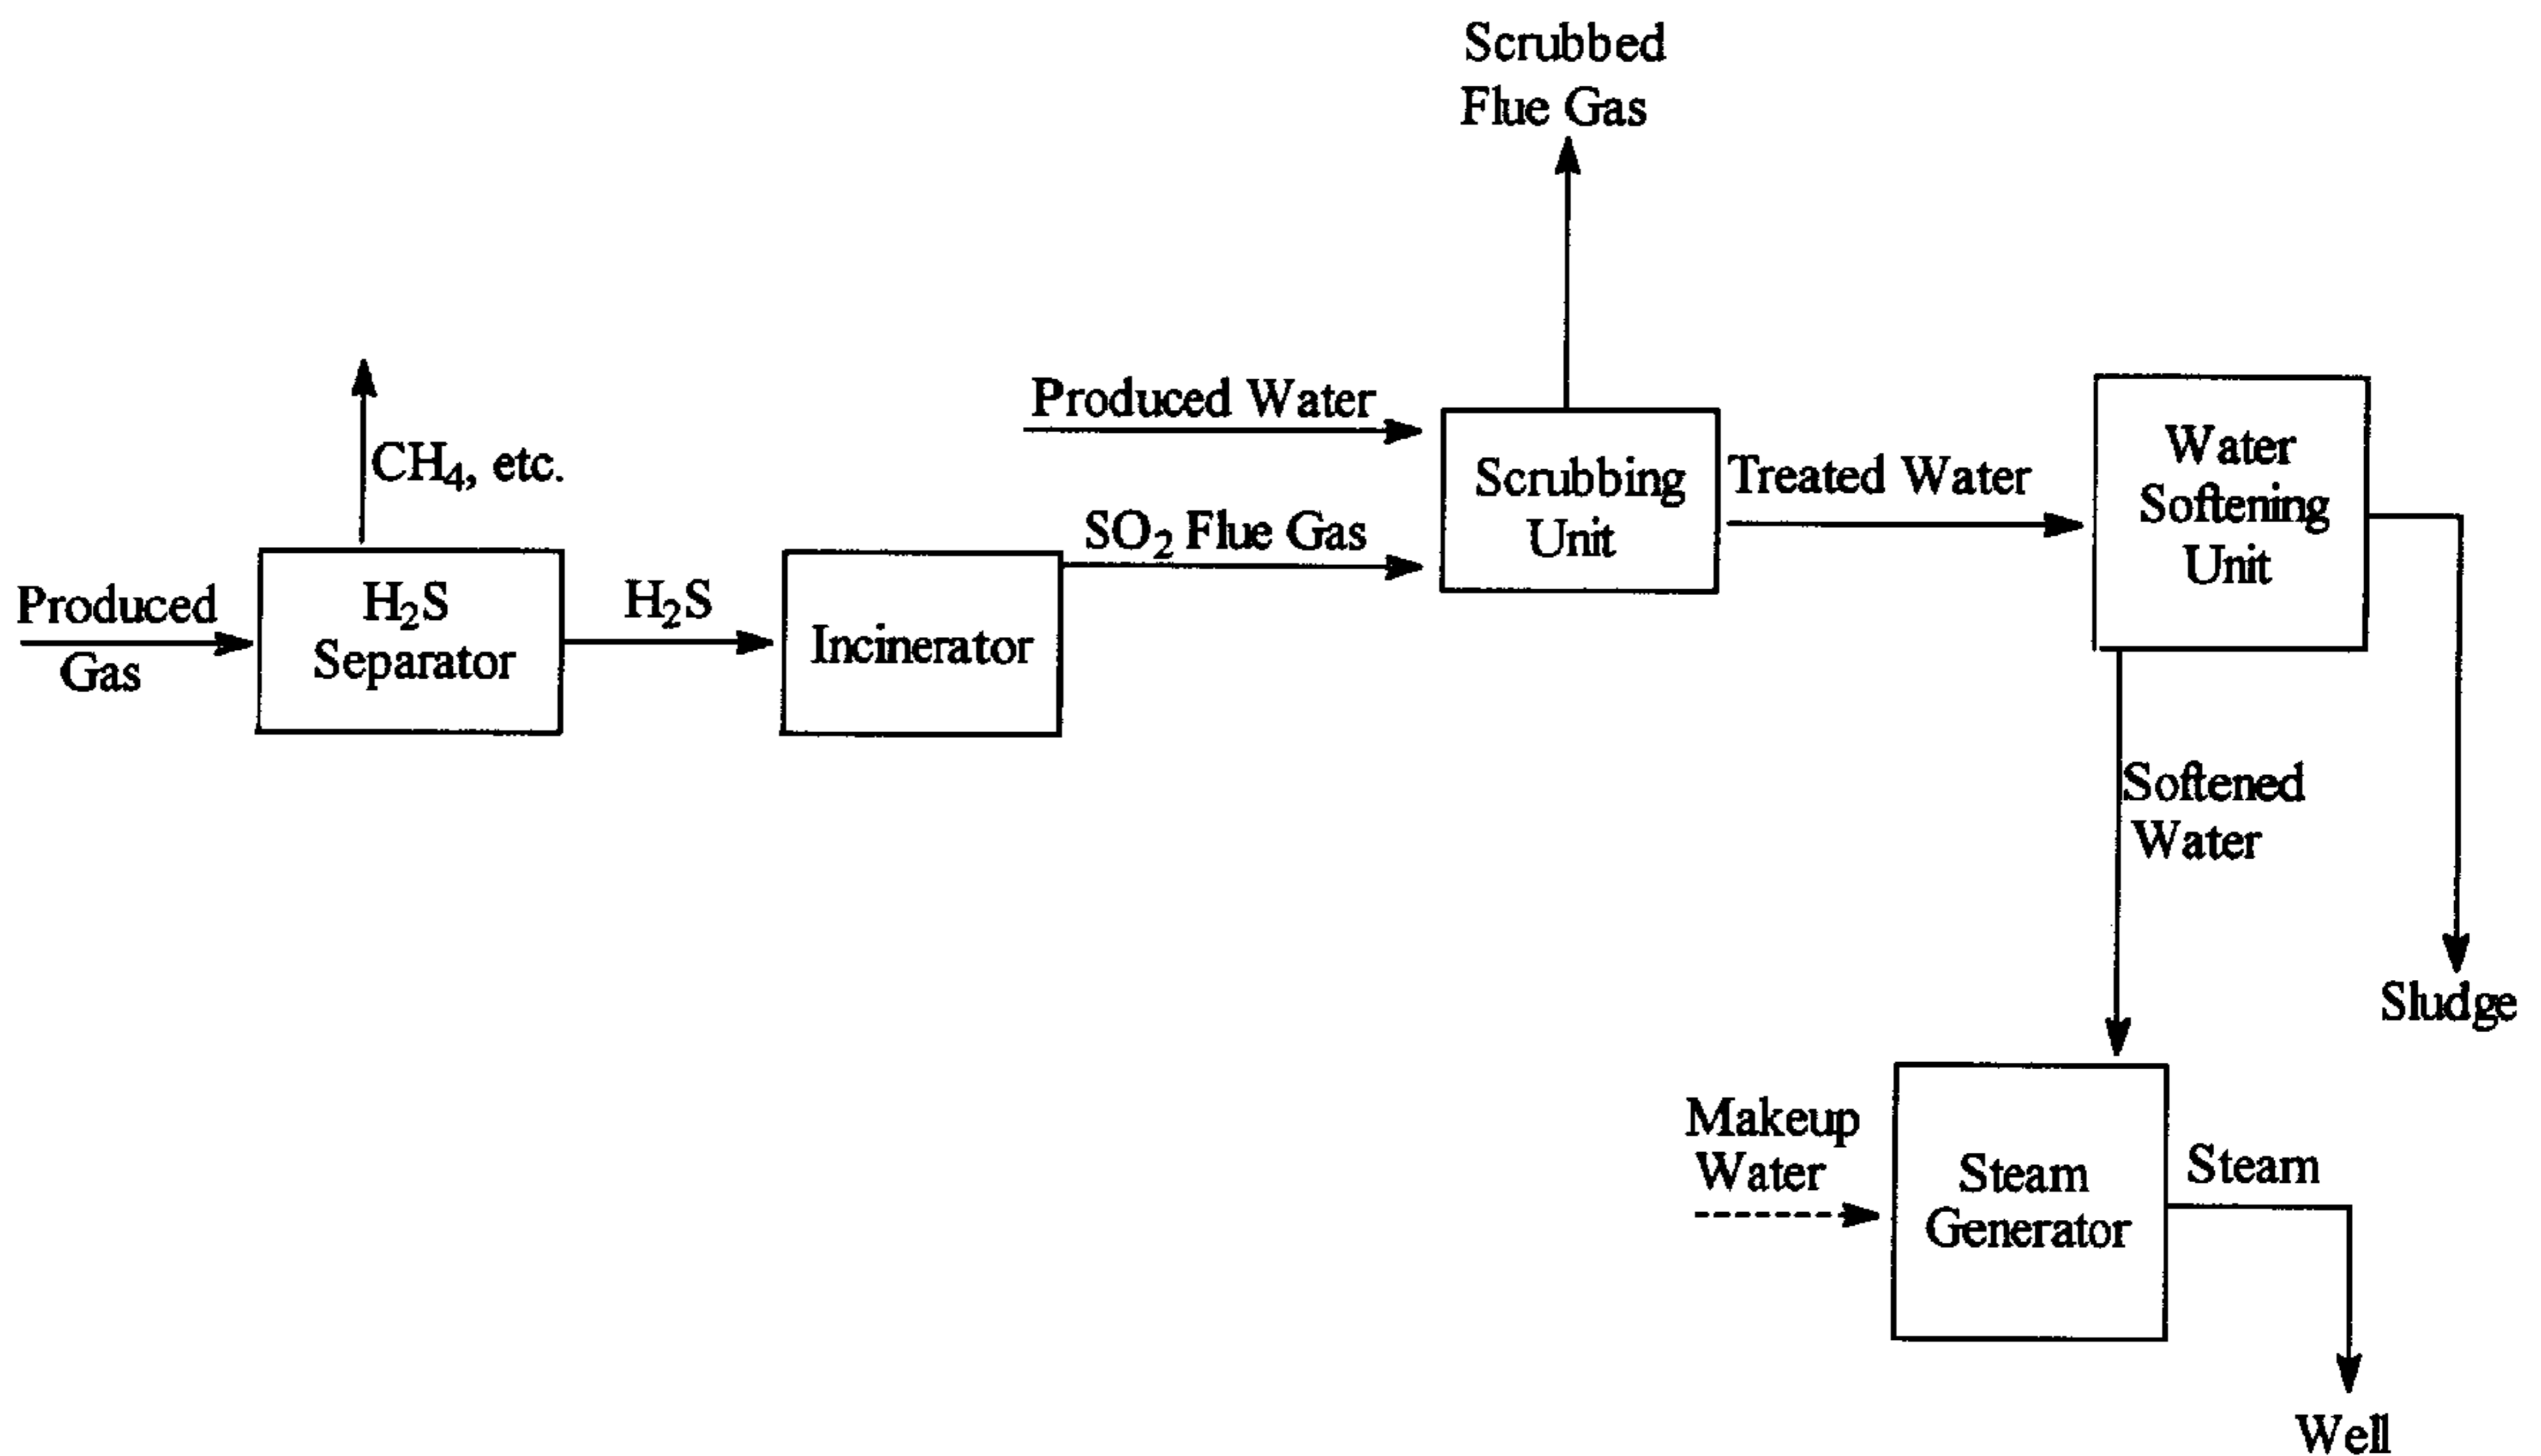 Scrubbed
Flue Gas
CH₄, etc.
Produced Water
SO₂ Flue Gas
Scrubbing
Unit
Treated Water
Water
Softening
Unit
Produced
Gas
H₂S
Separator
H₂S
Incinerator
Softened
Water
Sludge
Makeup
Water
Steam
Generator
Steam
Well